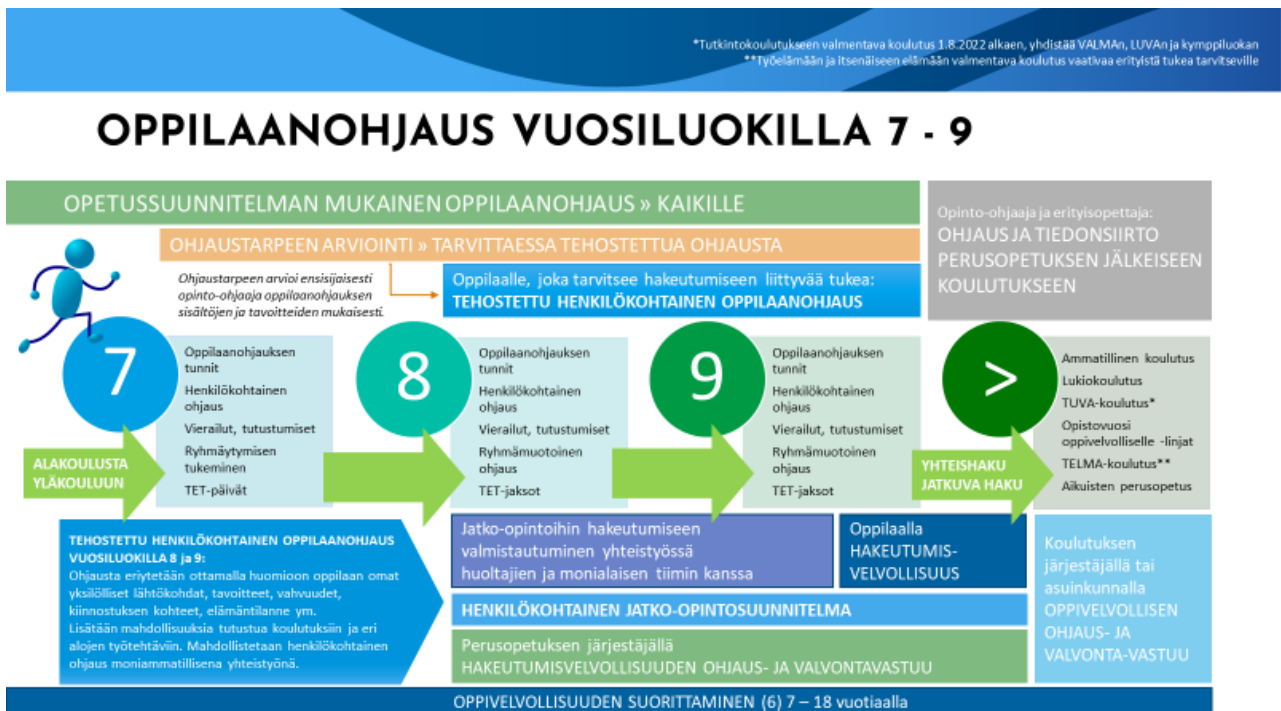 *Tutkintokoulutukseen valmentava koulutus 1.8.2022 alkaen, yhdistää VALMAn, LUVAn ja kymppiluokan
**Työelämään ja itsenäiseen elämään valmentava koulutus vaativaa erityistä tukea tarvitseville
OPPILAANOHJAUS VUOSILUOKILLA 7 - 9
OPETUSSUUNNITELMAN MUKAINEN OPPILAANOHJAUS » KAIKILLE
OHJAUSTARPEEN ARVIOINTI » TARVITTAESSA TEHOSTETTUA OHJAUSTA
Ohjaustarpeen arvioi ensisijaisesti
opinto-ohjaaja oppilaanohjauksen
sisältöjen ja tavoitteiden mukaisesti.
Oppilaalle, joka tarvitsee hakeutumiseen liittyvää tukea:
TEHOSTETTU HENKILÖKOHTAINEN OPPILAANOHJAUS
Opinto-ohjaaja ja erityisopettaja:
OHJAUS JA TIEDONSIIRTO
PERUSOPETUKSEN JÄLKEISEEN
KOULUTUKSEEN
ALAKOULUSTA
YLÄKOULUUN
7
Oppilaanohjauksen
tunnit
Henkilökohtainen
ohjaus
Vierailut, tutustumiset
Ryhmäytymisen
tukeminen
TET-päivät
8
Oppilaanohjauksen
tunnit
Henkilökohtainen
ohjaus
Vierailut, tutustumiset
Ryhmämuotoinen
ohjaus
TET-jaksot
9
Oppilaanohjauksen
tunnit
Henkilökohtainen
ohjaus
Vierailut, tutustumiset
Ryhmämuotoinen
ohjaus
TET-jaksot
YHTEISHAKU
JATKUVA HAKU
>
Ammatillinen koulutus
Lukiokoulutus
TUVA-koulutus*
Opistovuosi
oppivelvolliselle -linjat
TELMA-koulutus**
Aikuisten perusopetus
TEHOSTETTU HENKILÖKOHTAINEN OPPILAANOHJAUS
VUOSILUOKILLA 8 ja 9:
Ohjausta eriytetään ottamalla huomioon oppilaan omat
yksilölliset lähtökohdat, tavoitteet, vahvuudet,
kiinnostuksen kohteet, elämäntilanne ym.
Lisätään mahdollisuuksia tutustua koulutuksiin ja eri
alojen työtehtäviin. Mahdollistetaan henkilökohtainen
ohjaus moniammatillisena yhteistyönä.
Jatko-opintoihin hakeutumiseen
valmistautuminen yhteistyössä
huoltajien ja monialaisen tiimin kanssa
Oppilaalla
HAKEUTUMIS-
VELVOLLISUUS
HENKILÖKOHTAINEN JATKO-OPINTOSUUNNITELMA
Perusopetuksen järjestäjällä
HAKEUTUMISVELVOLLISUUDEN OHJAUS- JA VALVONTAVASTUU
Koulutuksen
järjestäjällä tai
asuinkunnalla
OPPIVELVOLLISEN
OHJAUS- JA
VALVONTA-VASTUU
OPPIVELVOLLISUUDEN SUORITTAMINEN (6) 7 – 18 vuotiaalla